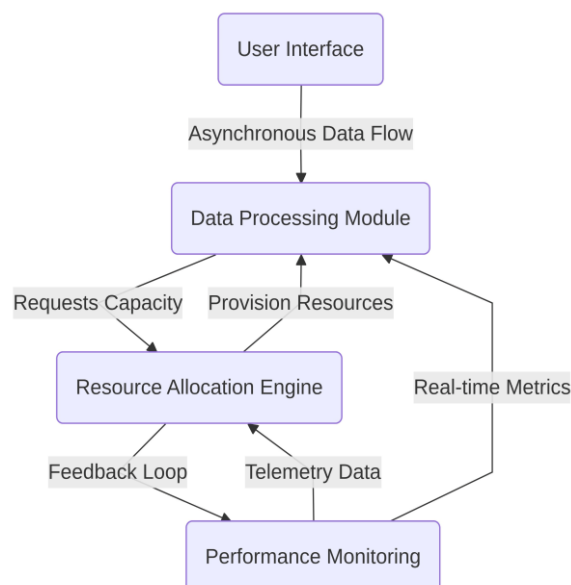 User Interface
Asynchronous Data Flow
Data Processing Module
Requests Capacity
Provision Resources
Resource Allocation Engine
Real-time Metrics
Feedback Loop
Telemetry Data
Performance Monitoring